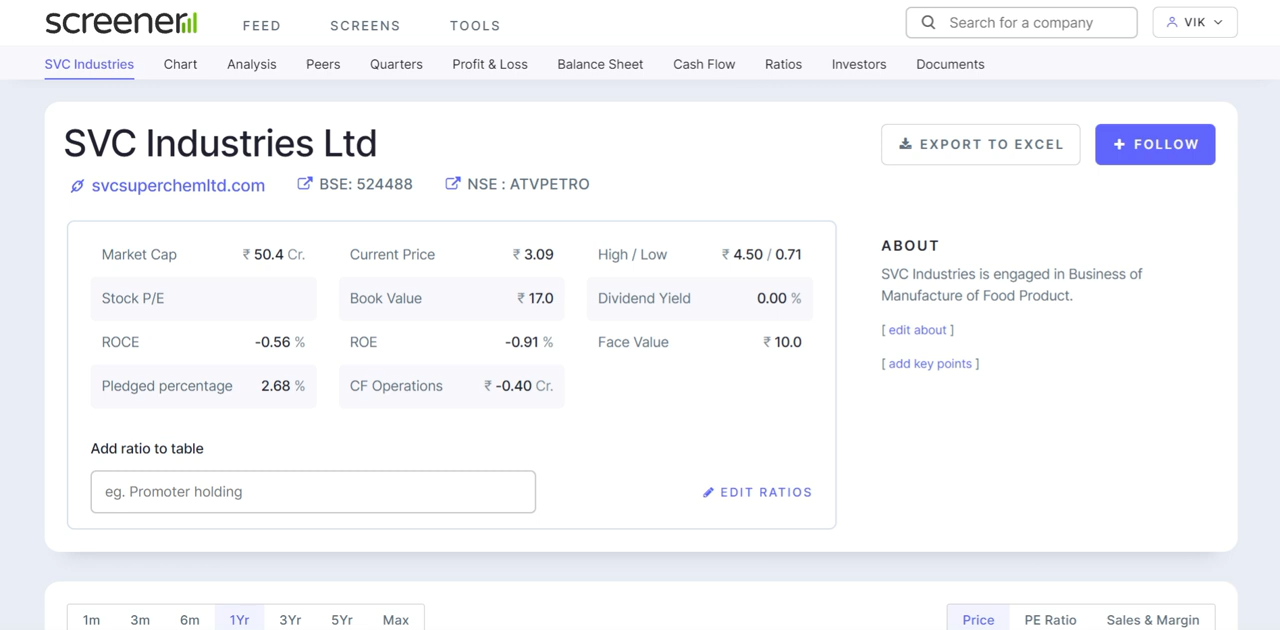 screener
FEED SCREENS TOOLS
Search for a company
VIK
SVC Industries Chart Analysis Peers Quarters Profit & Loss Balance Sheet Cash Flow Ratios Investors Documents
SVC Industries Ltd
EXPORT TO EXCEL
FOLLOW
svcsuperchemltd.com BSE: 524488 NSE : ATVPETRO
Market Cap ₹ 50.4 Cr. Current Price ₹ 3.09 High / Low ₹ 4.50 / 0.71
Stock P/E Book Value ₹ 17.0 Dividend Yield 0.00 %
ROCE -0.56 % ROE -0.91 % Face Value ₹ 10.0
Pledged percentage 2.68 % CF Operations ₹ -0.40 Cr.
Add ratio to table
eg. Promoter holding
EDIT RATIOS
ABOUT
SVC Industries is engaged in Business of
Manufacture of Food Product.
[ edit about ]
[ add key points ]
1m 3m 6m 1Yr 3Yr 5Yr Max
Price PE Ratio Sales & Margin